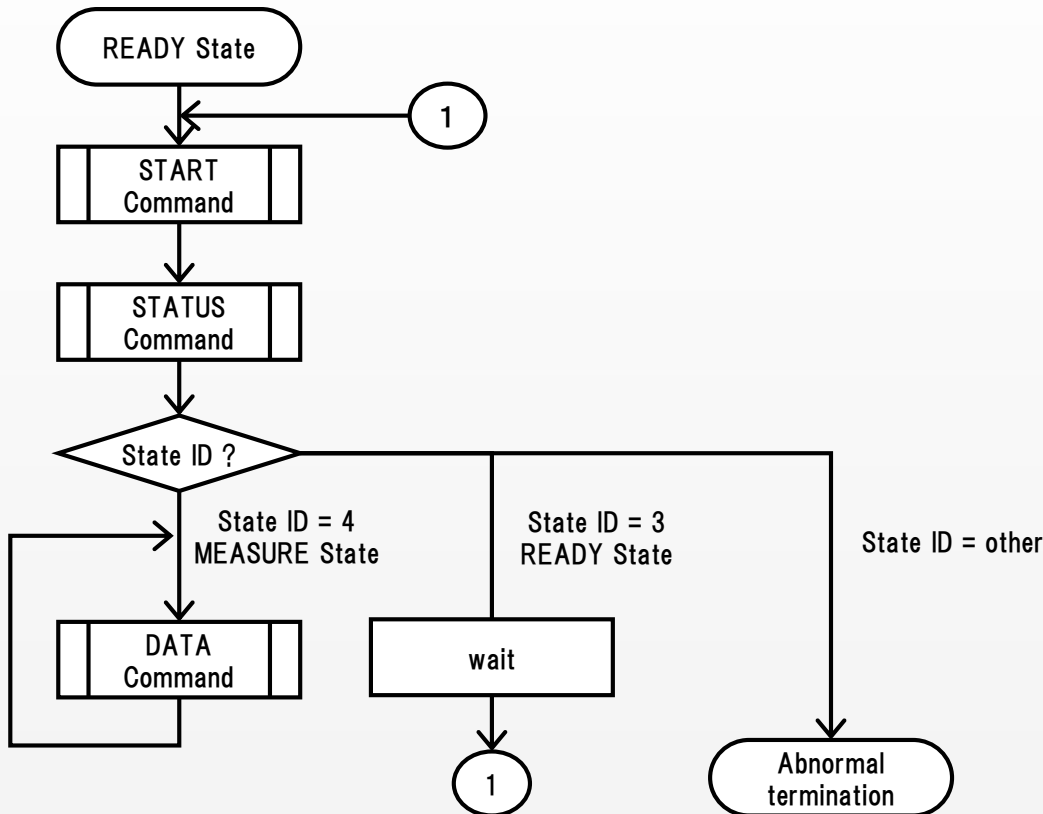 READY State
1
START
Command
STATUS
Command
State ID ?
State ID = 4
MEASURE State
State ID = 3
READY State
State ID = other
DATA
Command
wait
1
Abnormal
termination